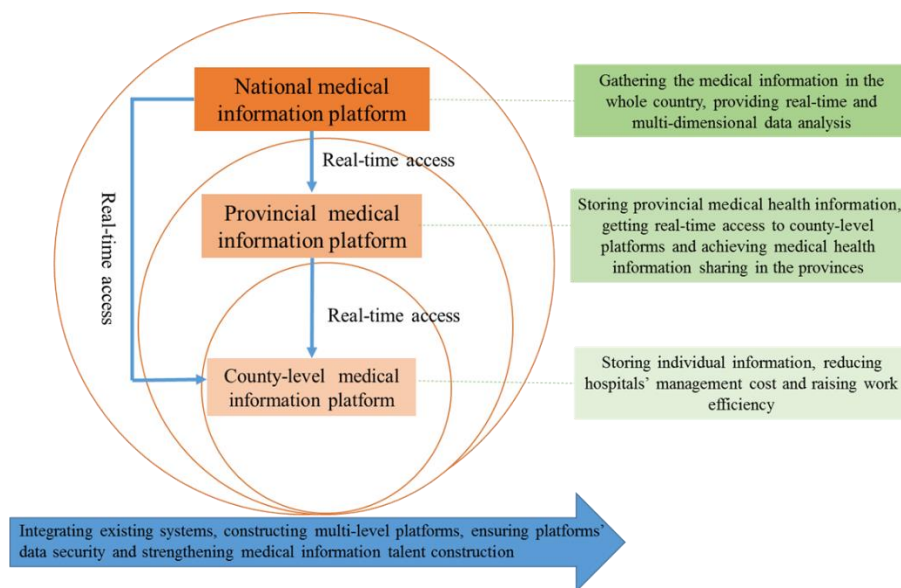 National medical
information platform
Gathering the medical information in the
whole country, providing real-time and
multi-dimensional data analysis
Real-time access
Real-time access
Provincial medical
information platform
Storing provincial medical health information,
getting real-time access to county-level
platforms and achieving medical health
information sharing in the provinces
Real-time access
County-level medical
information platform
Storing individual information, reducing
hospitals' management cost and raising work
efficiency
Integrating existing systems, constructing multi-level platforms, ensuring platforms'
data security and strengthening medical information talent construction